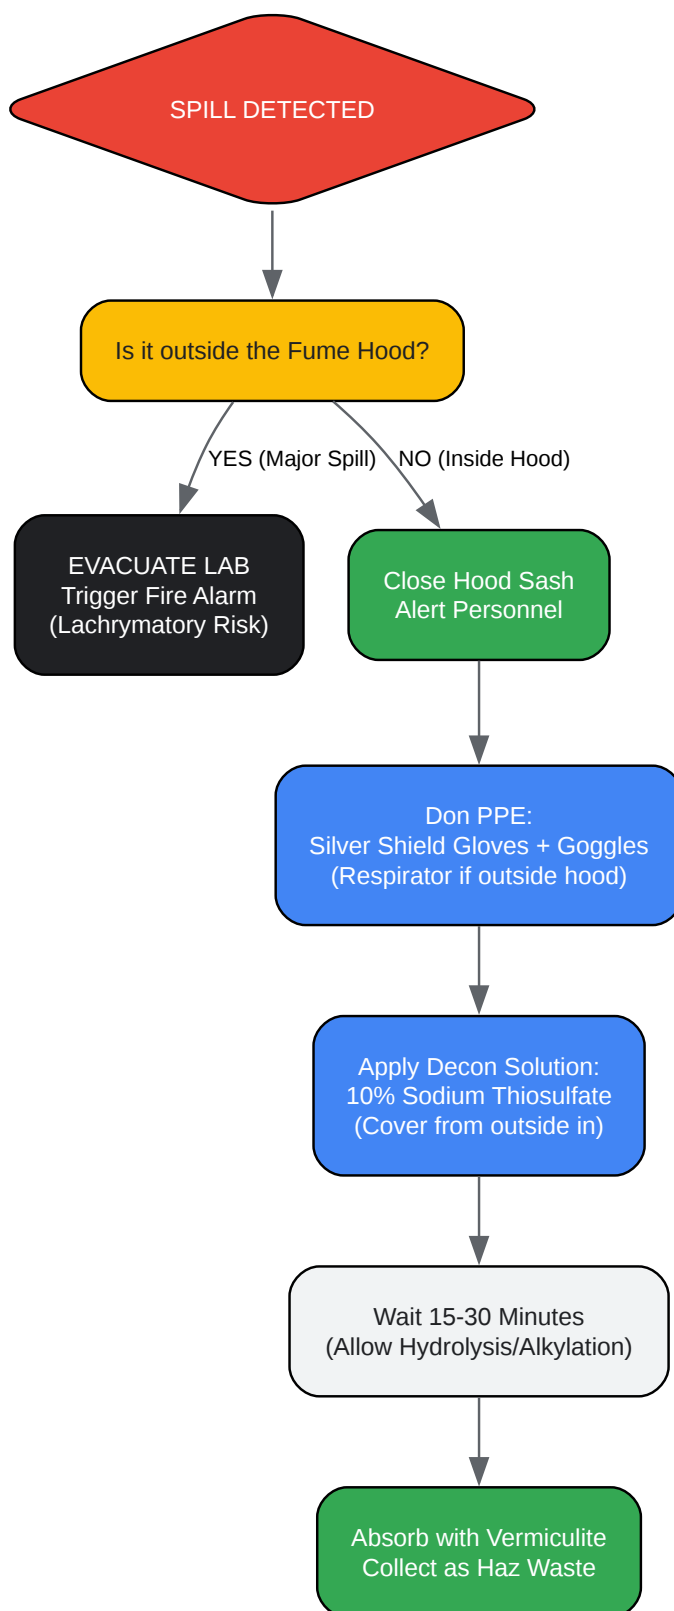 SPILL DETECTED
Is it outside the Fume Hood?
YES (Major Spill)
NO (Inside Hood)
EVACUATE LAB
Trigger Fire Alarm
(Lachrymatory Risk)
Close Hood Sash
Alert Personnel
Don PPE:
Silver Shield Gloves + Goggles
(Respirator if outside hood)
Apply Decon Solution:
10% Sodium Thiosulfate
(Cover from outside in)
Wait 15-30 Minutes
(Allow Hydrolysis/Alkylation)
Absorb with Vermiculite
Collect as Haz Waste